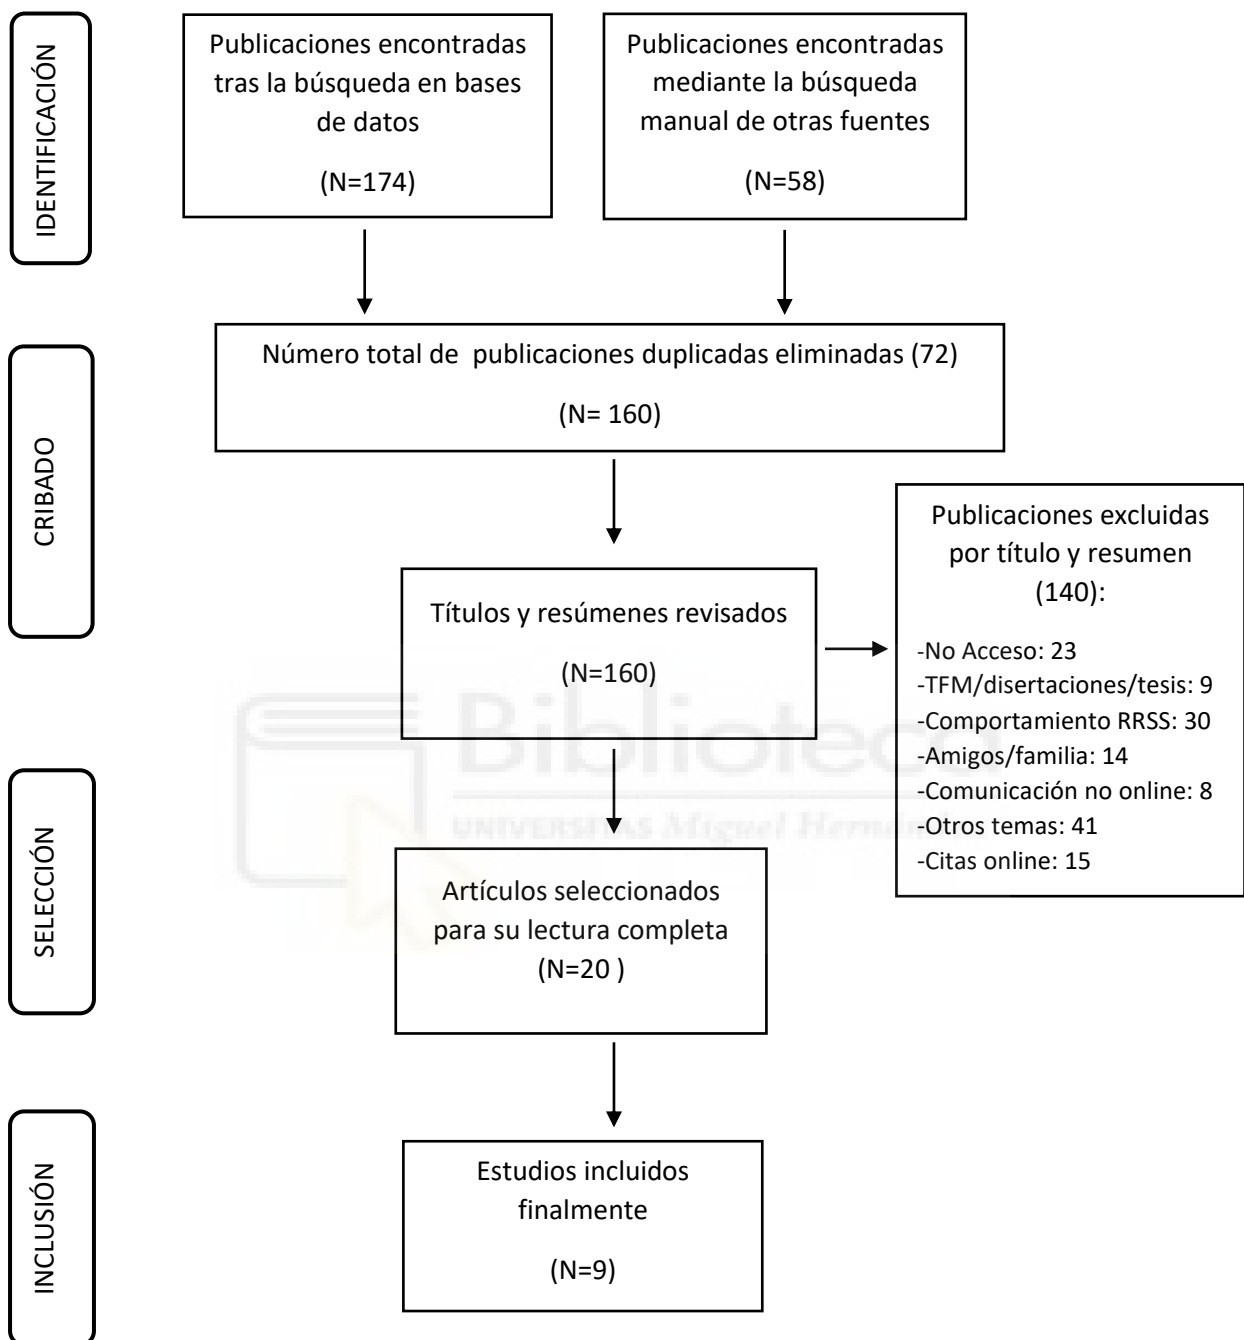 IDENTIFICACIÓN
Publicaciones encontradas
tras la búsqueda en bases
de datos
(N=174)
Publicaciones encontradas
mediante la búsqueda
manual de otras fuentes
(N=58)
CRIBADO
Número total de publicaciones duplicadas eliminadas (72)
(N= 160)
Títulos y resúmenes revisados
(N=160)
Publicaciones excluidas
por título y resumen
(140):
-No Acceso: 23
-TFM/disertaciones/tesis: 9
-Comportamiento RRSS: 30
-Amigos/familia: 14
-Comunicación no online: 8
-Otros temas: 41
-Citas online: 15
Biblioteca
UNIVERSITAS Miguel Hernández
SELECCIÓN
Artículos seleccionados
para su lectura completa
(N=20 )
INCLUSIÓN
Estudios incluidos
finalmente
(N=9)